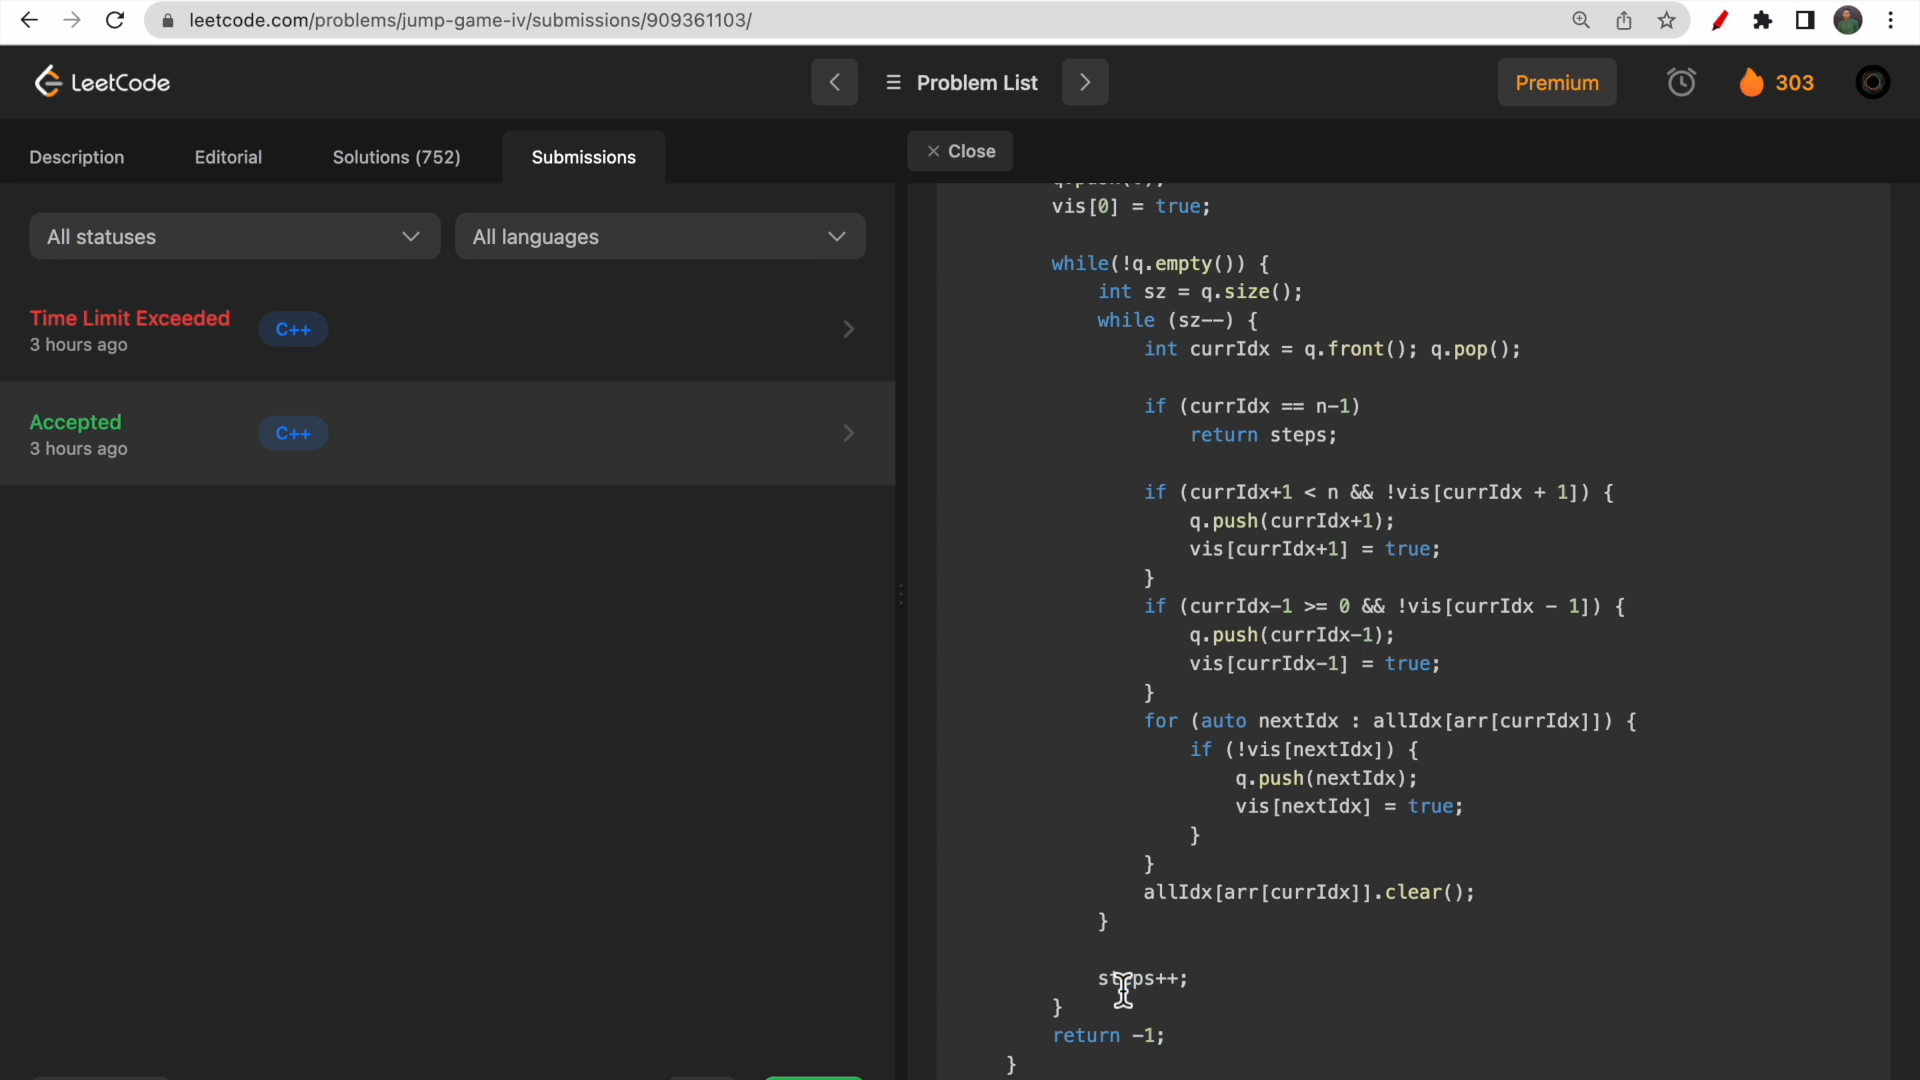 leetcode.com/problems/jump-game-iv/submissions/909361103/
LeetCode
Problem List
Premium
303
Description
Editorial
Solutions (752)
Submissions
Close
All statuses
All languages
Time Limit Exceeded
C++
3 hours ago
Accepted
C++
3 hours ago
vis[0] = true;
while(!q.empty()) {
int sz = q.size();
while (sz--) {
int currIdx = q.front(); q.pop();
if (currIdx == n-1)
return steps;
if (currIdx+1 < n && !vis[currIdx + 1]) {
q.push(currIdx+1);
vis[currIdx+1] = true;
}
if (currIdx-1 >= 0 && !vis[currIdx - 1]) {
q.push(currIdx-1);
vis[currIdx-1] = true;
}
for (auto nextIdx : allIdx[arr[currIdx]]) {
if (!vis[nextIdx]) {
q.push(nextIdx);
vis[nextIdx] = true;
}
}
allIdx[arr[currIdx]].clear();
}
steps++;
}
return -1;
}